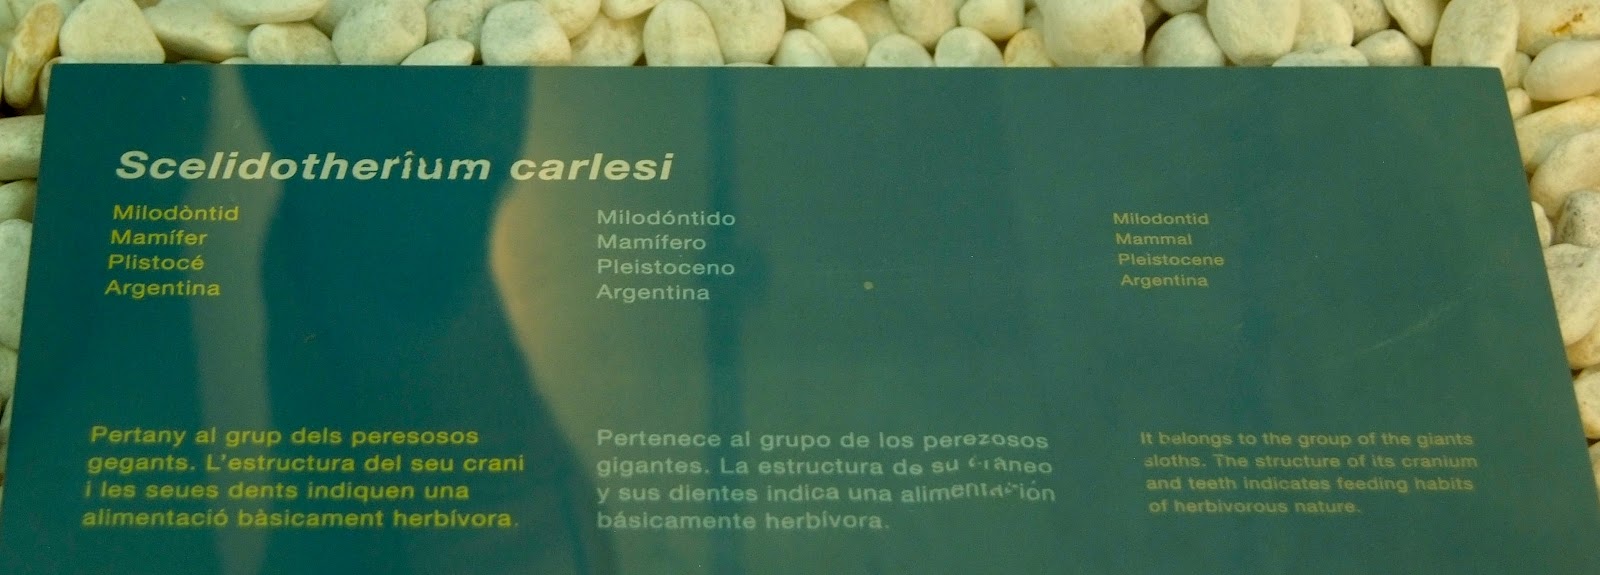 Scelidotherium carlesi
Milodòntid
Mamífer
Plistocé
Argentina
Milodóntido
Mamífero
Pleistoceno
Argentina
Milodontid
Mammal
Pleistocene
Argentina
Pertany al grup dels peresosos
gegants. L'estructura del seu crani
i les seues dents indiquen una
alimentació bàsicament herbívora.
Pertenece al grupo de los perezosos
gigantes. La estructura de su cráneo
y sus dientes indica una alimentación
básicamente herbívora.
It belongs to the group of the giants
sloths. The structure of its cranium
and teeth indicates feeding habits
of herbivorous nature.